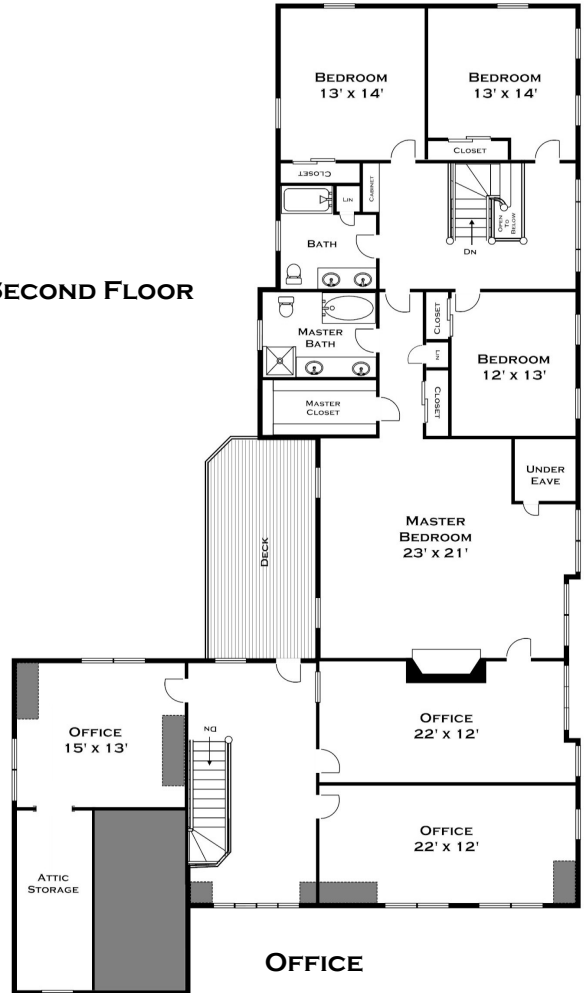 BEDROOM
13' x 14'
BEDROOM
13' x 14'
CLOSET
CLOSET
LIN
CABINET
OPEN
TO
BELOW
BATH
DN
SECOND FLOOR
MASTER
BATH
CLOSET
LIN
BEDROOM
12' x 13'
MASTER
CLOSET
CLOSET
UNDER
EAVE
MASTER
BEDROOM
23' x 21'
DECK
OFFICE
15' x 13'
DN
OFFICE
22' x 12'
OFFICE
22' x 12'
ATTIC
STORAGE
OFFICE